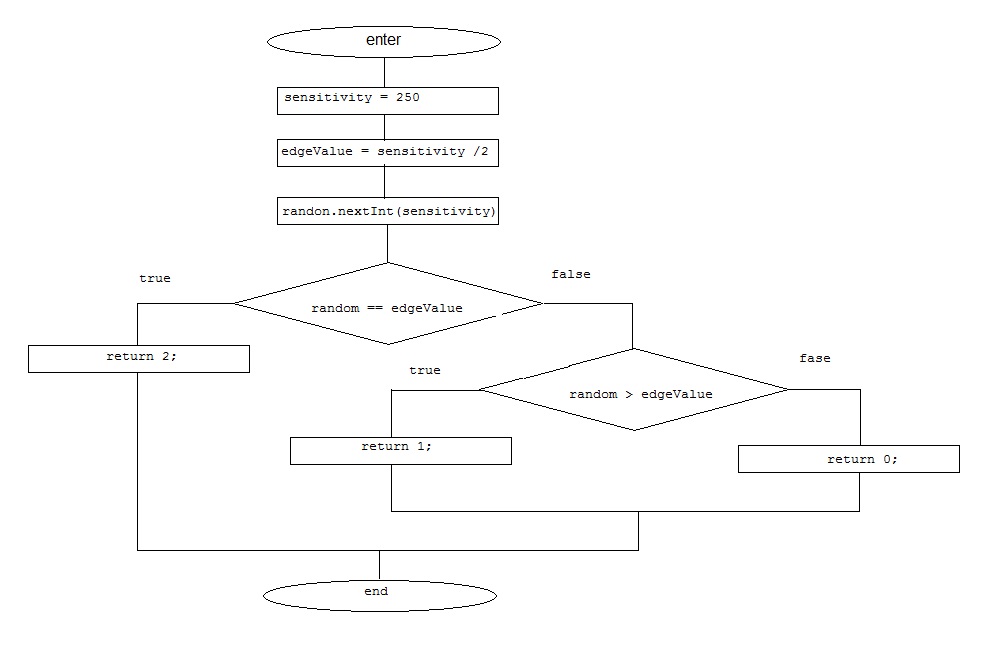 enter
sensitivity = 250
edgeValue = sensitivity /2
randon.nextInt(sensitivity)
true
false
random == edgeValue
return 2;
true
fase
random > edgeValue
return 1;
return 0;
end